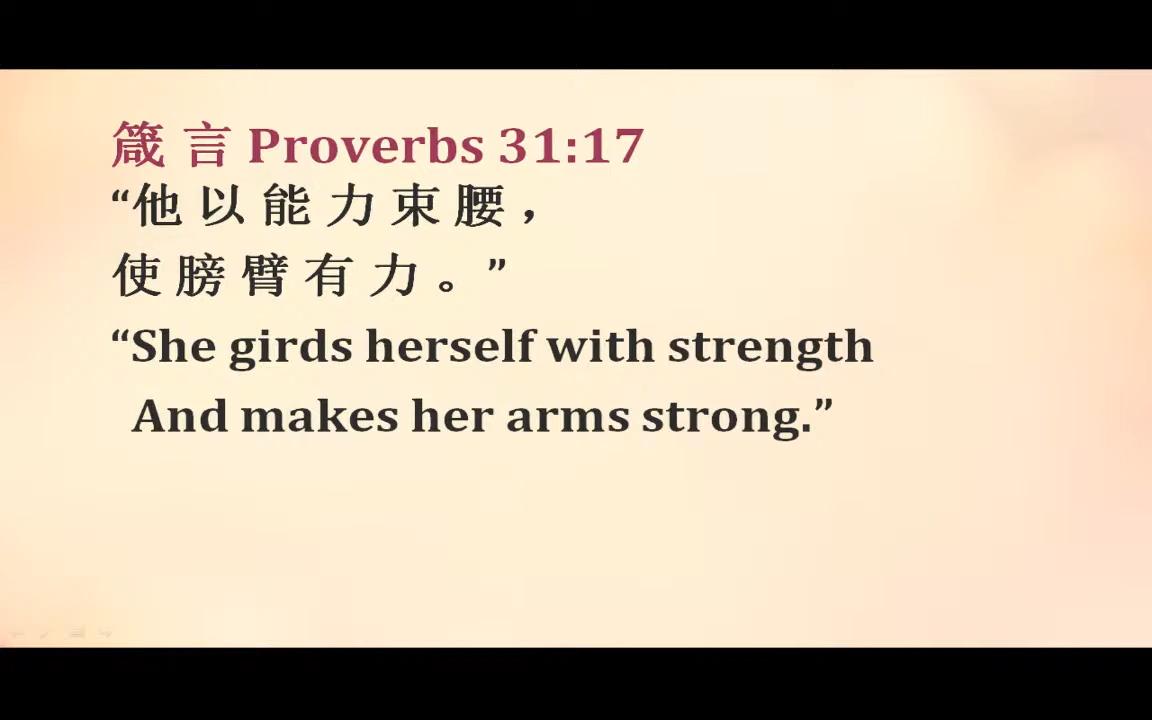 箴 言 Proverbs 31:17
“他 以 能 力 束 腰 ，
使 膀 臂 有 力 。”
“She girds herself with strength
And makes her arms strong.”